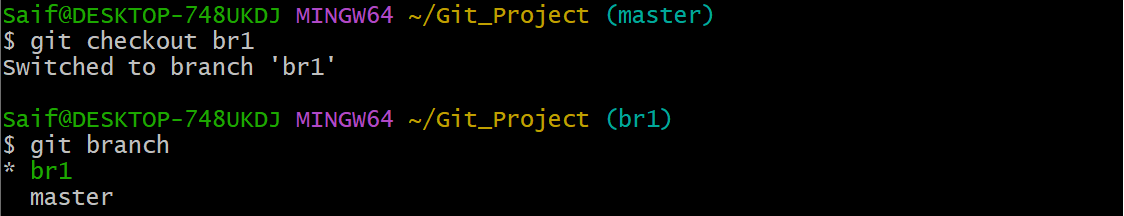 Saif@DESKTOP-748UKDJ MINGW64 ~/Git_Project (master)
$ git checkout br1
Switched to branch 'br1'
Saif@DESKTOP-748UKDJ MINGW64 ~/Git_Project (br1)
$ git branch
* br1
  master